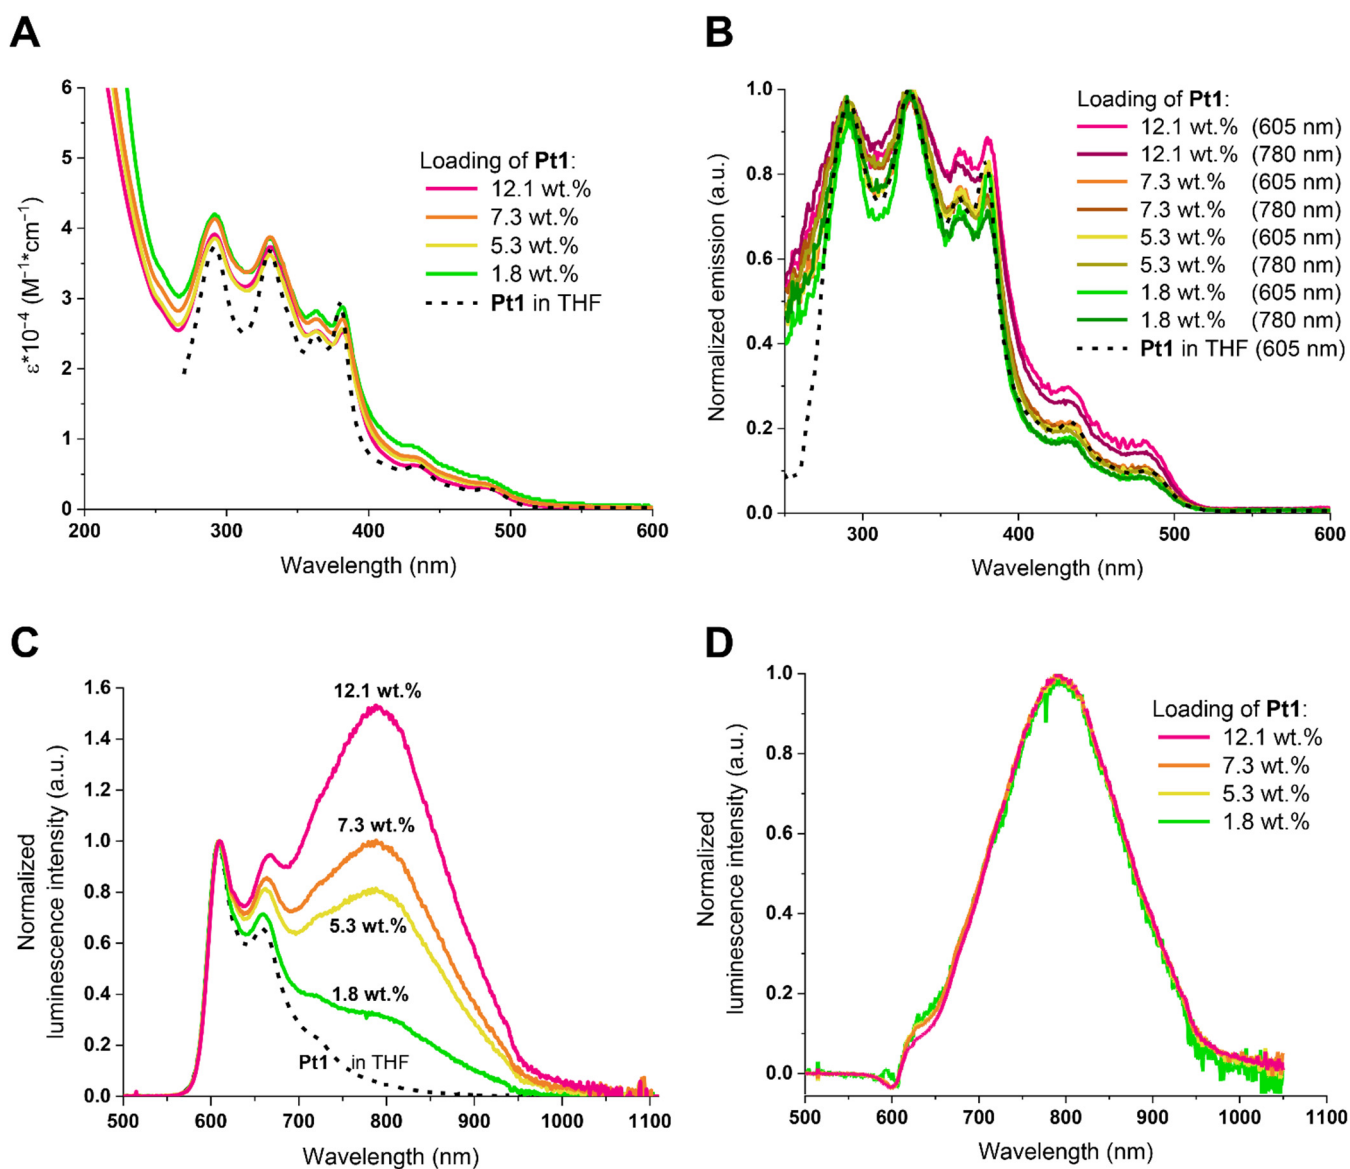 A
ε*10⁻⁴ (M⁻¹*cm⁻¹)
6
5
4
3
2
1
0
200 300 400 500 600
Wavelength (nm)
Loading of Pt1:
12.1 wt.%
7.3 wt.%
5.3 wt.%
1.8 wt.%
Pt1 in THF
B
Normalized emission (a.u.)
1.0
0.8
0.6
0.4
0.2
0.0
300 400 500 600
Wavelength (nm)
Loading of Pt1:
12.1 wt.% (605 nm)
12.1 wt.% (780 nm)
7.3 wt.% (605 nm)
7.3 wt.% (780 nm)
5.3 wt.% (605 nm)
5.3 wt.% (780 nm)
1.8 wt.% (605 nm)
1.8 wt.% (780 nm)
Pt1 in THF (605 nm)
C
Normalized
luminescence intensity (a.u.)
1.6
1.4
1.2
1.0
0.8
0.6
0.4
0.2
0.0
500 600 700 800 900 1000 1100
Wavelength (nm)
12.1 wt.%
7.3 wt.%
5.3 wt.%
1.8 wt.%
Pt1 in THF
D
Normalized
luminescence intensity (a.u.)
1.0
0.8
0.6
0.4
0.2
0.0
500 600 700 800 900 1000 1100
Wavelength (nm)
Loading of Pt1:
12.1 wt.%
7.3 wt.%
5.3 wt.%
1.8 wt.%